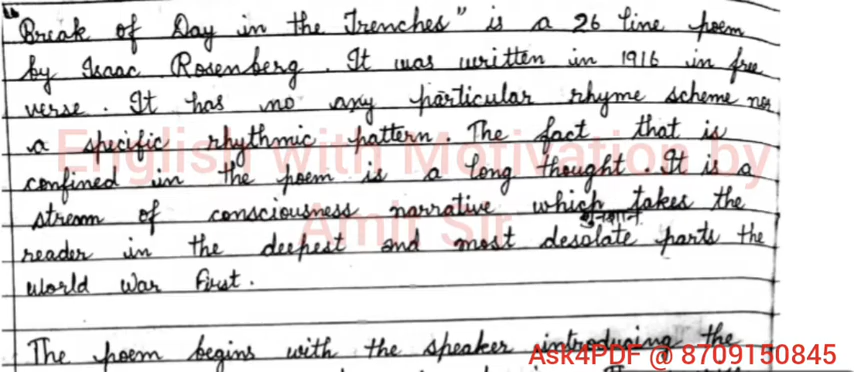 "Break of Day in the Trenches" is a 26 line poem
by Isaac Rosenberg. It was written in 1916 in free
verse. It has no any particular rhyme scheme nor
a specific rhythmic pattern. The fact that is
confined in the poem is a long thought. It is a
stream of consciousness narrative which takes the
सुनसान
reader in the deepest and most desolate parts the
world war first.
The poem begins with the speaker introducing the
English with Motivation by
Amit Sir
Ask4PDF @ 8709150845